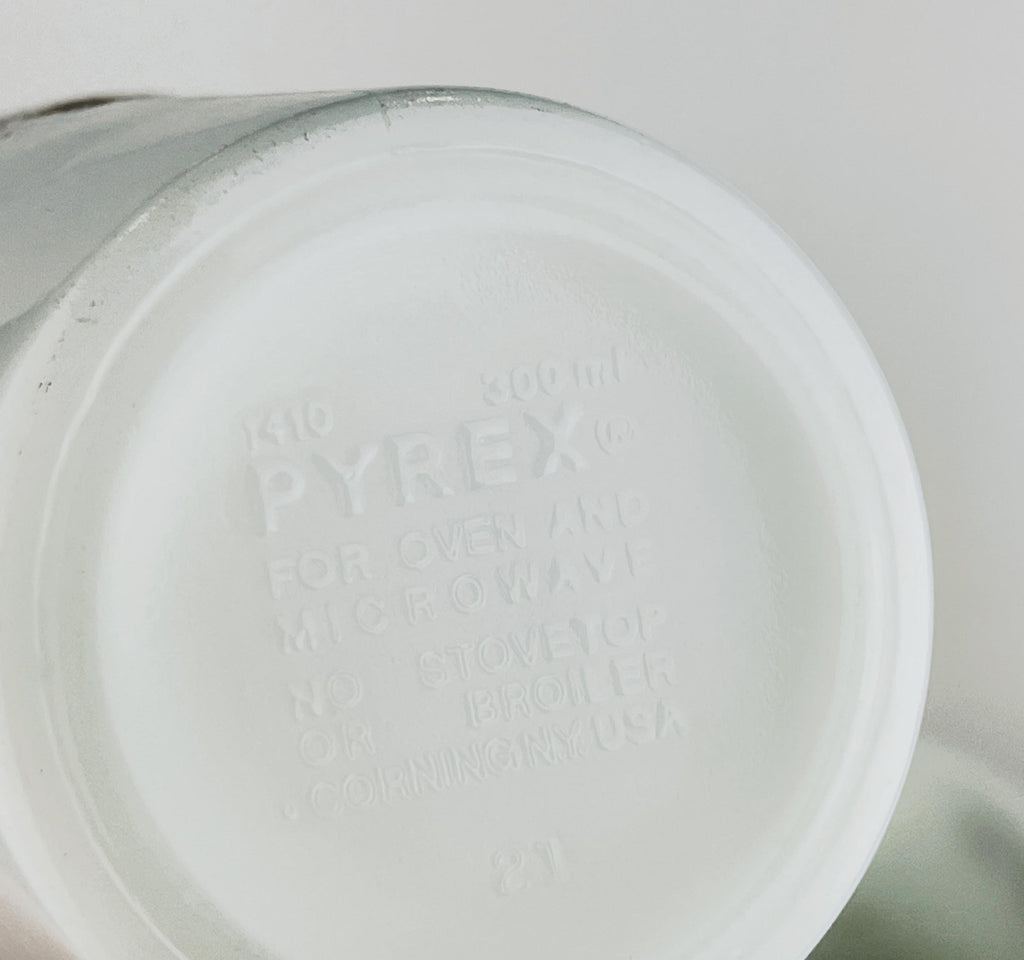 1410 300 ml
PYREX®
FOR OVEN AND
MICROWAVE
NO STOVETOP
OR BROILER
. CORNING NY USA
21